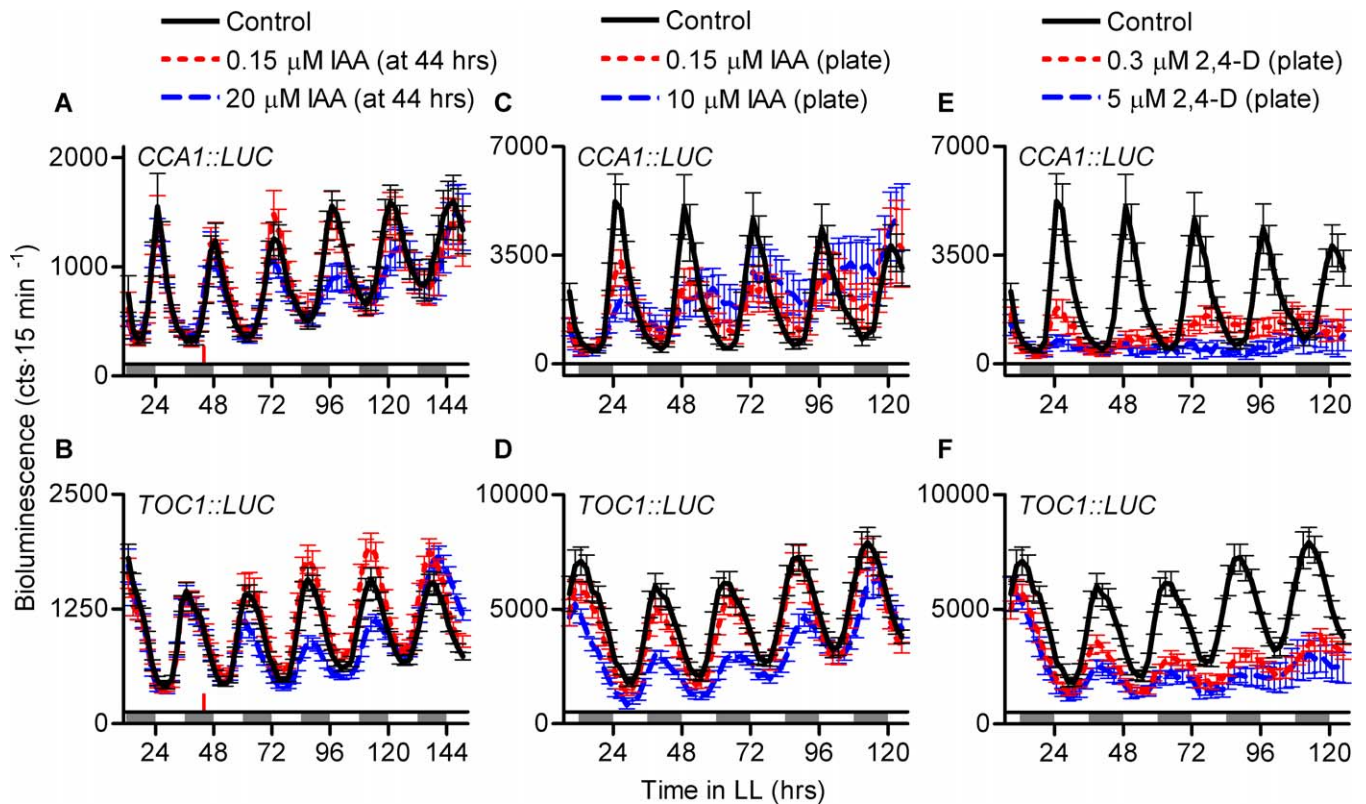 Control
0.15 μM IAA (at 44 hrs)
20 μM IAA (at 44 hrs)
Control
0.15 μM IAA (plate)
10 μM IAA (plate)
Control
0.3 μM 2,4-D (plate)
5 μM 2,4-D (plate)
A
CCA1::LUC
2000
1000
0
24 48 72 96 120 144
C
CCA1::LUC
7000
3500
0
24 48 72 96 120
E
CCA1::LUC
7000
3500
0
24 48 72 96 120
B
TOC1::LUC
2500
1250
0
24 48 72 96 120 144
D
TOC1::LUC
10000
5000
0
24 48 72 96 120
F
TOC1::LUC
10000
5000
0
24 48 72 96 120
Bioluminescence (cts·15 min⁻¹)
Time in LL (hrs)